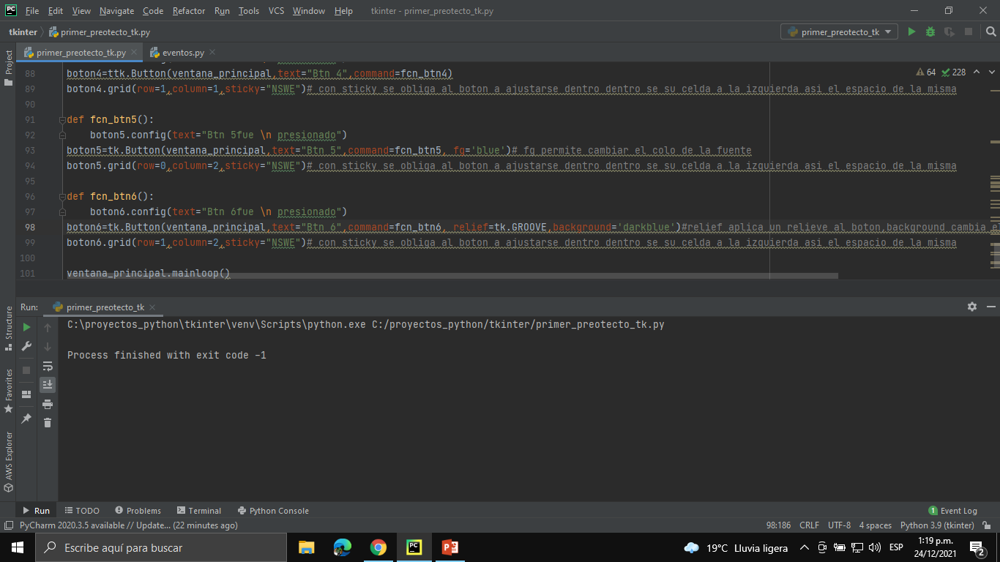 File Edit View Navigate Code Refactor Run Tools VCS Window Help tkinter - primer_preotecto_tk.py
tkinter primer_preotecto_tk.py primer_preotecto_tk
primer_preotecto_tk.py eventos.py
Project
64 228
88 boton4=ttk.Button(ventana_principal,text="Btn 4",command=fcn_btn4)
89 boton4.grid(row=1,column=1,sticky="NSWE")# con sticky se obliga al boton a ajustarse dentro dentro se su celda a la izquierda asi el espacio de la misma
90
91 def fcn_btn5():
92 boton5.config(text="Btn 5fue \n presionado")
93 boton5=tk.Button(ventana_principal,text="Btn 5",command=fcn_btn5, fg='blue')# fg permite cambiar el colo de la fuente
94 boton5.grid(row=0,column=2,sticky="NSWE")# con sticky se obliga al boton a ajustarse dentro dentro se su celda a la izquierda asi el espacio de la misma
95
96 def fcn_btn6():
97 boton6.config(text="Btn 6fue \n presionado")
98 boton6=tk.Button(ventana_principal,text="Btn 6",command=fcn_btn6, relief=tk.GROOVE,background='darkblue')#relief aplica un relieve al boton,background cambia e
99 boton6.grid(row=1,column=2,sticky="NSWE")# con sticky se obliga al boton a ajustarse dentro dentro se su celda a la izquierda asi el espacio de la misma
100
101 ventana_principal.mainloop()
Run: primer_preotecto_tk
C:\proyectos_python\tkinter\venv\Scripts\python.exe C:/proyectos_python/tkinter/primer_preotecto_tk.py
Process finished with exit code -1
Structure
Favorites
AWS Explorer
Run TODO Problems Terminal Python Console 1 Event Log
PyCharm 2020.3.5 available // Update... (22 minutes ago) 98:186 CRLF UTF-8 4 spaces Python 3.9 (tkinter)
Escribe aquí para buscar
19°C Lluvia ligera ESP
1:19 p.m.
24/12/2021
2